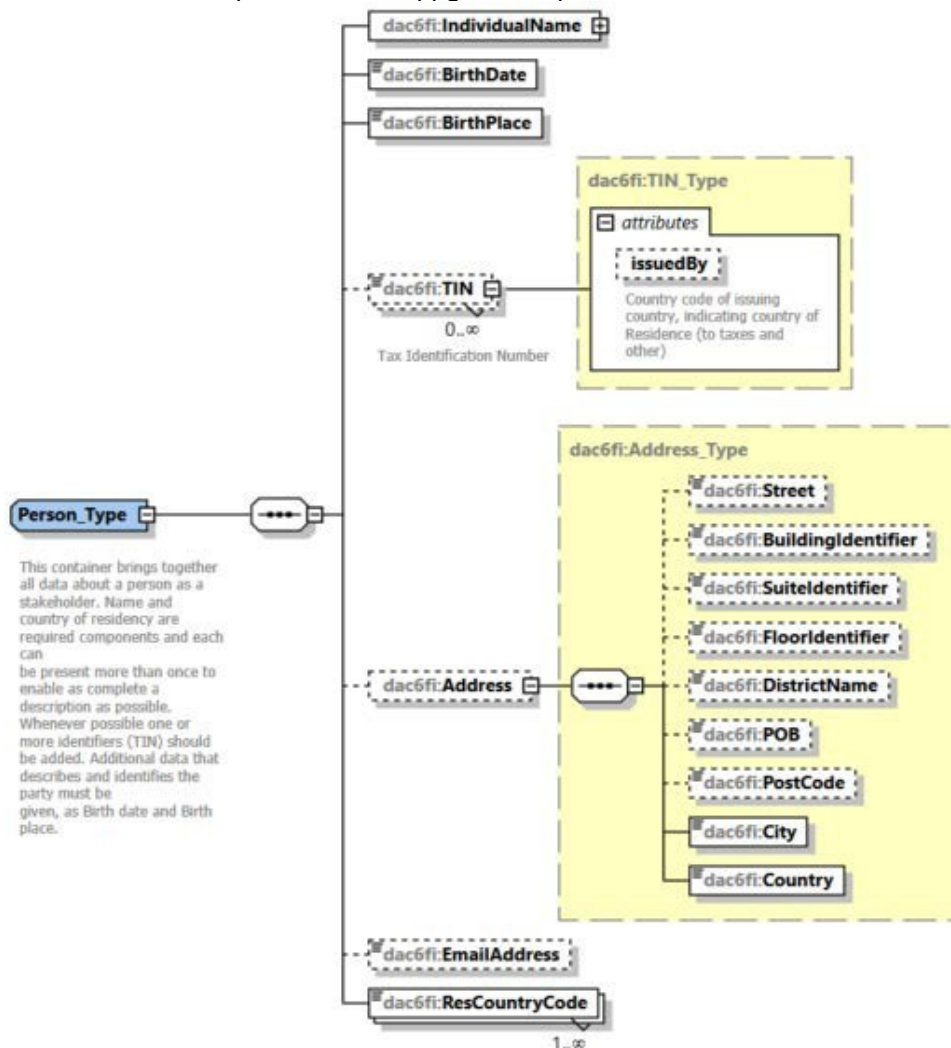 dac6fi:IndividualName
dac6fi:BirthDate
dac6fi:BirthPlace
dac6fi:TIN_Type
attributes
issuedBy
Country code of issuing
country, indicating country of
Residence (to taxes and
other)
dac6fi:TIN
0..∞
Tax Identification Number
dac6fi:Address_Type
dac6fi:Street
dac6fi:BuildingIdentifier
dac6fi:SuiteIdentifier
dac6fi:FloorIdentifier
dac6fi:DistrictName
dac6fi:POB
dac6fi:PostCode
dac6fi:City
dac6fi:Country
Person_Type
This container brings together
all data about a person as a
stakeholder. Name and
country of residency are
required components and each
can
be present more than once to
enable as complete a
description as possible.
Whenever possible one or
more identifiers (TIN) should
be added. Additional data that
describes and identifies the
party must be
given, as Birth date and Birth
place.
dac6fi:Address
dac6fi:EmailAddress
dac6fi:ResCountryCode
1..∞